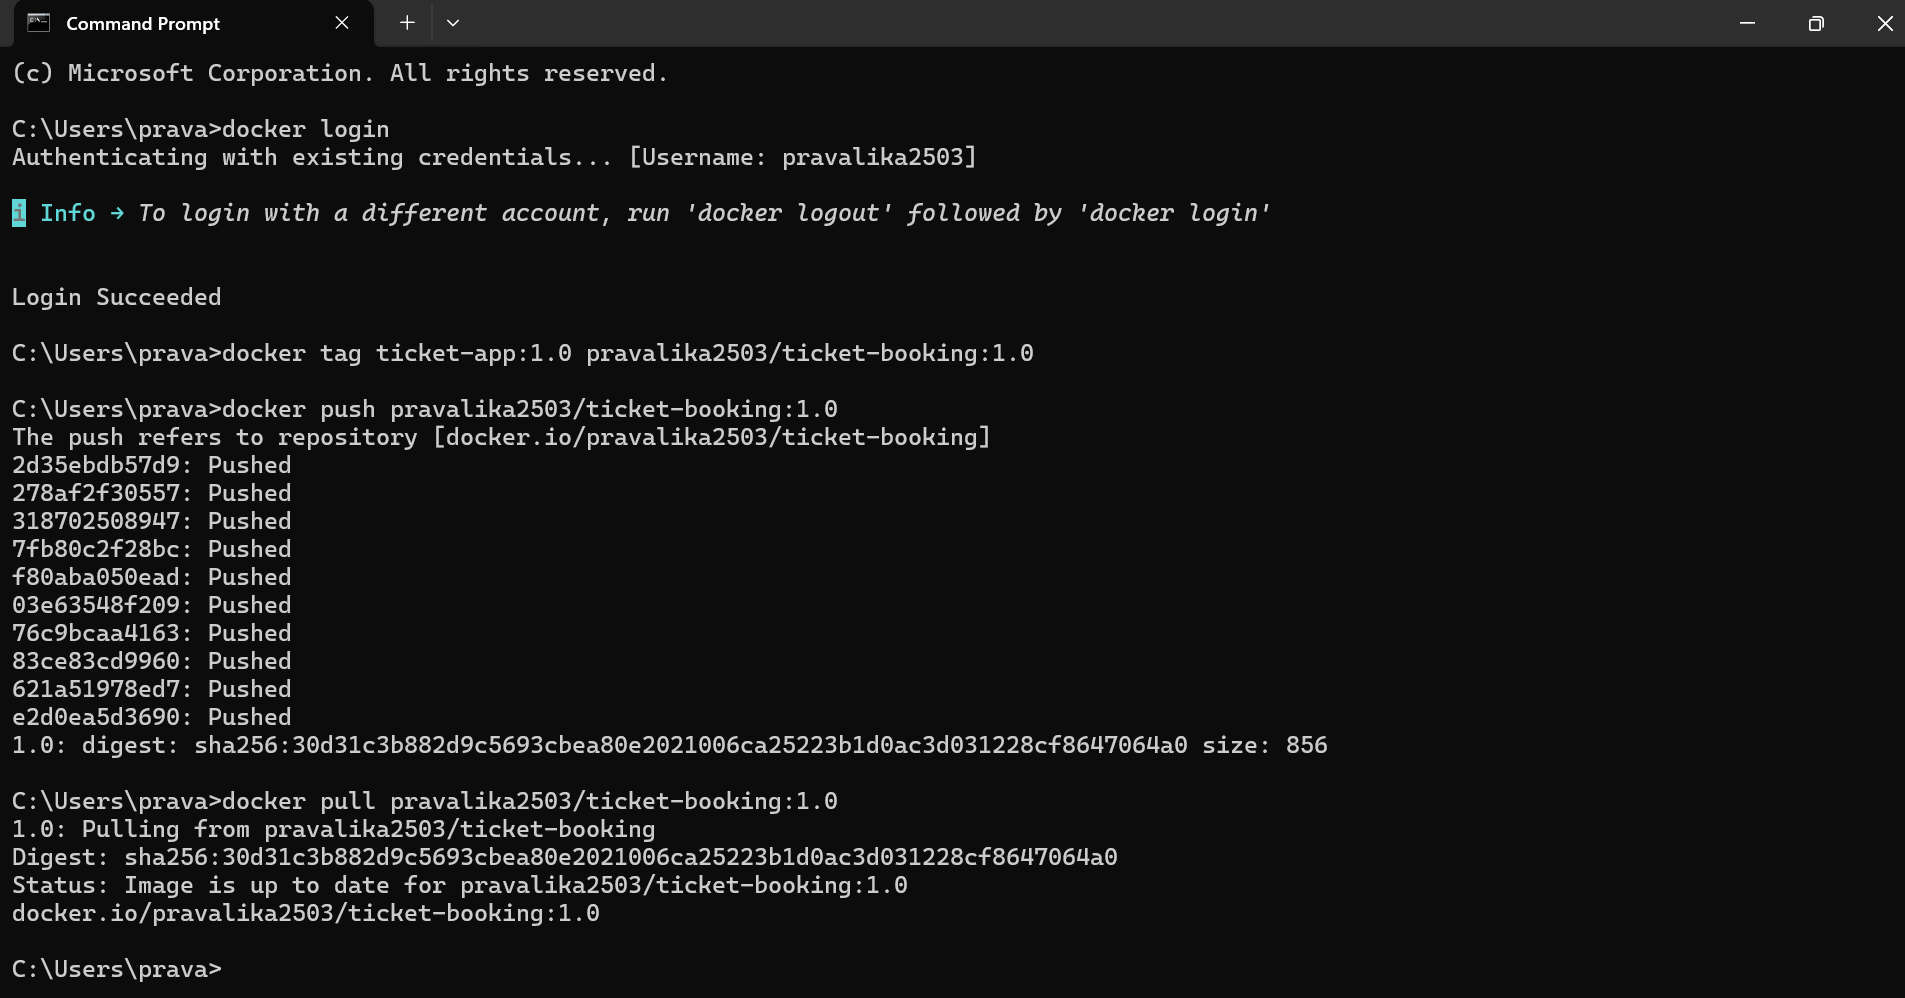 Command Prompt
(c) Microsoft Corporation. All rights reserved.
C:\Users\prava>docker login
Authenticating with existing credentials... [Username: pravalika2503]
i Info → To login with a different account, run 'docker logout' followed by 'docker login'
Login Succeeded
C:\Users\prava>docker tag ticket-app:1.0 pravalika2503/ticket-booking:1.0
C:\Users\prava>docker push pravalika2503/ticket-booking:1.0
The push refers to repository [docker.io/pravalika2503/ticket-booking]
2d35ebdb57d9: Pushed
278af2f30557: Pushed
318702508947: Pushed
7fb80c2f28bc: Pushed
f80aba050ead: Pushed
03e63548f209: Pushed
76c9bcaa4163: Pushed
83ce83cd9960: Pushed
621a51978ed7: Pushed
e2d0ea5d3690: Pushed
1.0: digest: sha256:30d31c3b882d9c5693cbea80e2021006ca25223b1d0ac3d031228cf8647064a0 size: 856
C:\Users\prava>docker pull pravalika2503/ticket-booking:1.0
1.0: Pulling from pravalika2503/ticket-booking
Digest: sha256:30d31c3b882d9c5693cbea80e2021006ca25223b1d0ac3d031228cf8647064a0
Status: Image is up to date for pravalika2503/ticket-booking:1.0
docker.io/pravalika2503/ticket-booking:1.0
C:\Users\prava>